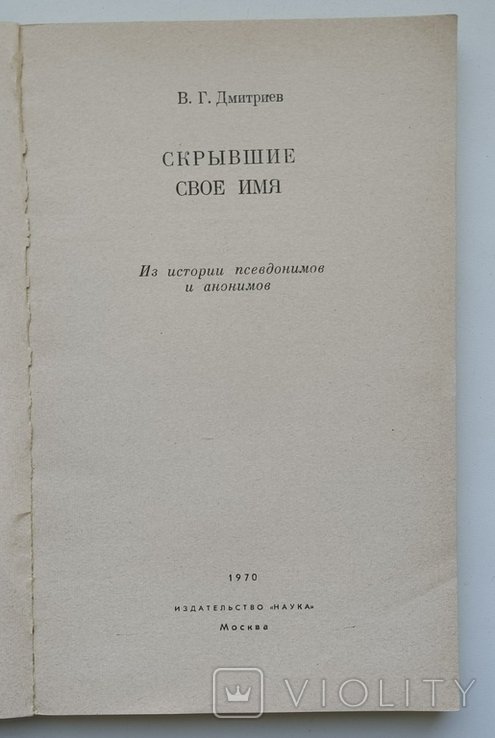 В. Г. Дмитриев
СКРЫВШИЕ
СВОЕ ИМЯ
Из истории псевдонимов
и анонимов
1970
ИЗДАТЕЛЬСТВО «НАУКА»
Москва
VIOLITY